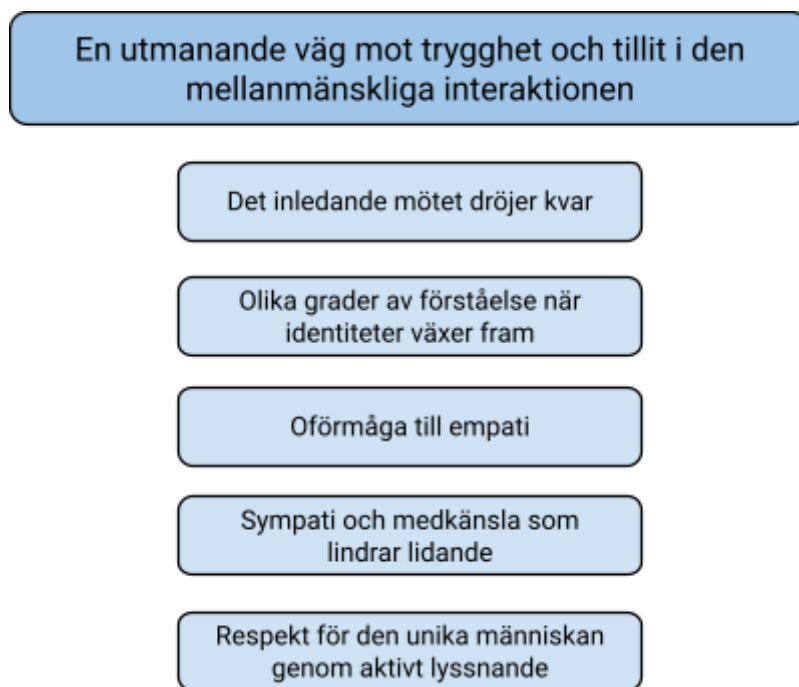 En utmanande väg mot trygghet och tillit i den
mellanmänskliga interaktionen
Det inledande mötet dröjer kvar
Olika grader av förståelse när
identiteter växer fram
Oförmåga till empati
Sympati och medkänsla som
lindrar lidande
Respekt för den unika människan
genom aktivt lyssnande